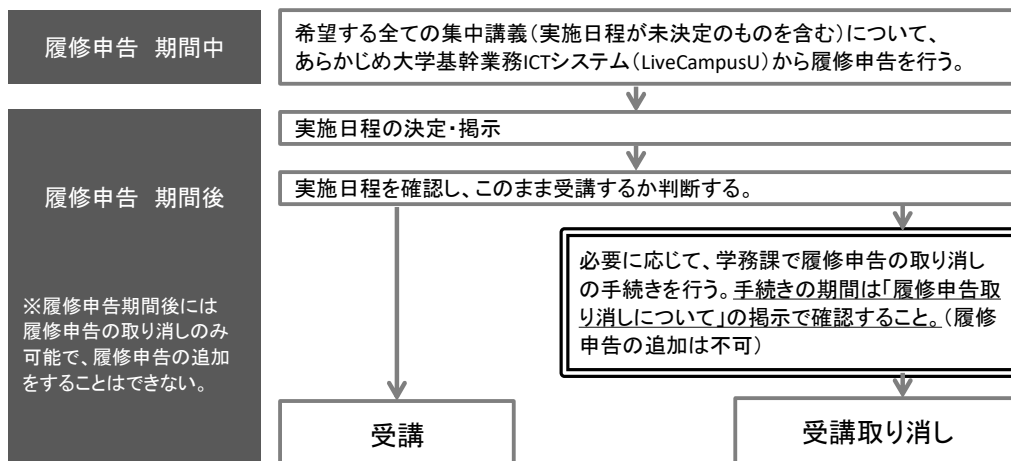 履修申告 期間中
希望する全ての集中講義(実施日程が未決定のものを含む)について、
あらかじめ大学基幹業務ICTシステム(LiveCampusU)から履修申告を行う。
履修申告 期間後
※履修申告期間後には
履修申告の取り消しのみ
可能で、履修申告の追加
をすることはできない。
実施日程の決定・掲示
実施日程を確認し、このまま受講するか判断する。
必要に応じて、学務課で履修申告の取り消し
の手続きを行う。手続きの期間は「履修申告取
り消しについて」の掲示で確認すること。(履修
申告の追加は不可)
受講
受講取り消し